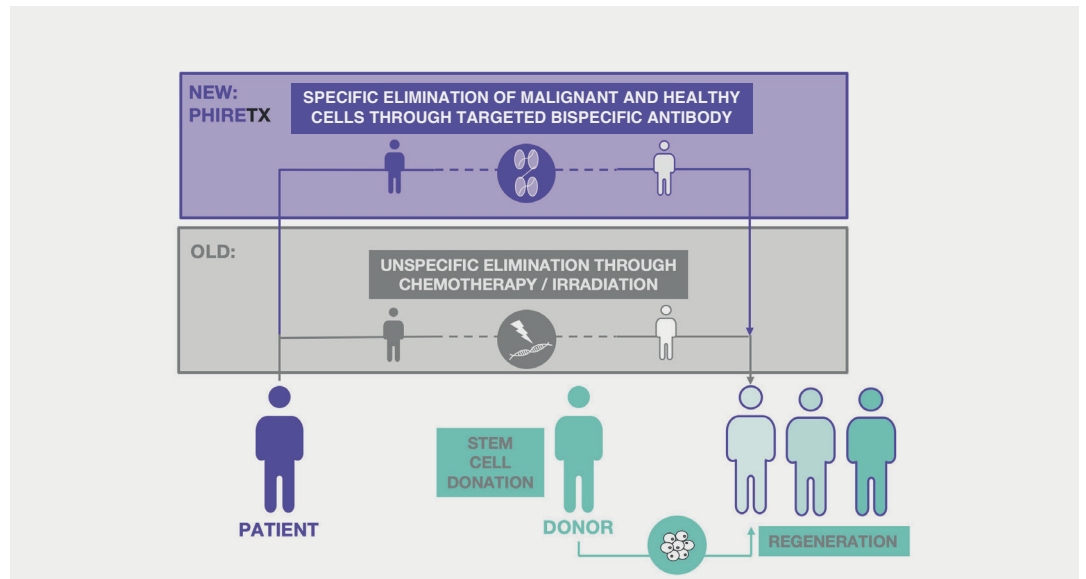 NEW:
PHIRETX
SPECIFIC ELIMINATION OF MALIGNANT AND HEALTHY
CELLS THROUGH TARGETED BISPECIFIC ANTIBODY
OLD:
UNSPECIFIC ELIMINATION THROUGH
CHEMOTHERAPY / IRRADIATION
STEM
CELL
DONATION
PATIENT
DONOR
REGENERATION